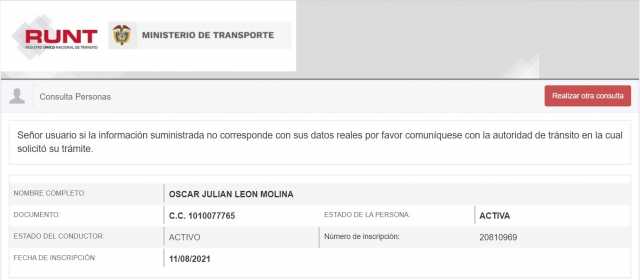 RUNT
REGISTRO ÚNICO NACIONAL DE TRÁNSITO
MINISTERIO DE TRANSPORTE
Consulta Personas
Realizar otra consulta
Señor usuario si la información suministrada no corresponde con sus datos reales por favor comuníquese con la autoridad de tránsito en la cual
solicitó su trámite.
NOMBRE COMPLETO: OSCAR JULIAN LEON MOLINA
DOCUMENTO: C.C. 1010077765 ESTADO DE LA PERSONA: ACTIVA
ESTADO DEL CONDUCTOR: ACTIVO Número de inscripción: 20810969
FECHA DE INSCRIPCIÓN: 11/08/2021